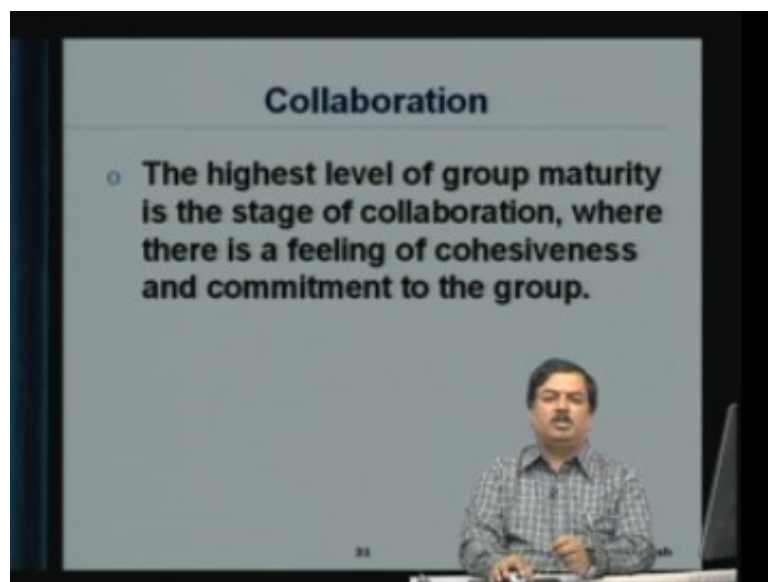 Collaboration
o The highest level of group maturity
is the stage of collaboration, where
there is a feeling of cohesiveness
and commitment to the group.
31